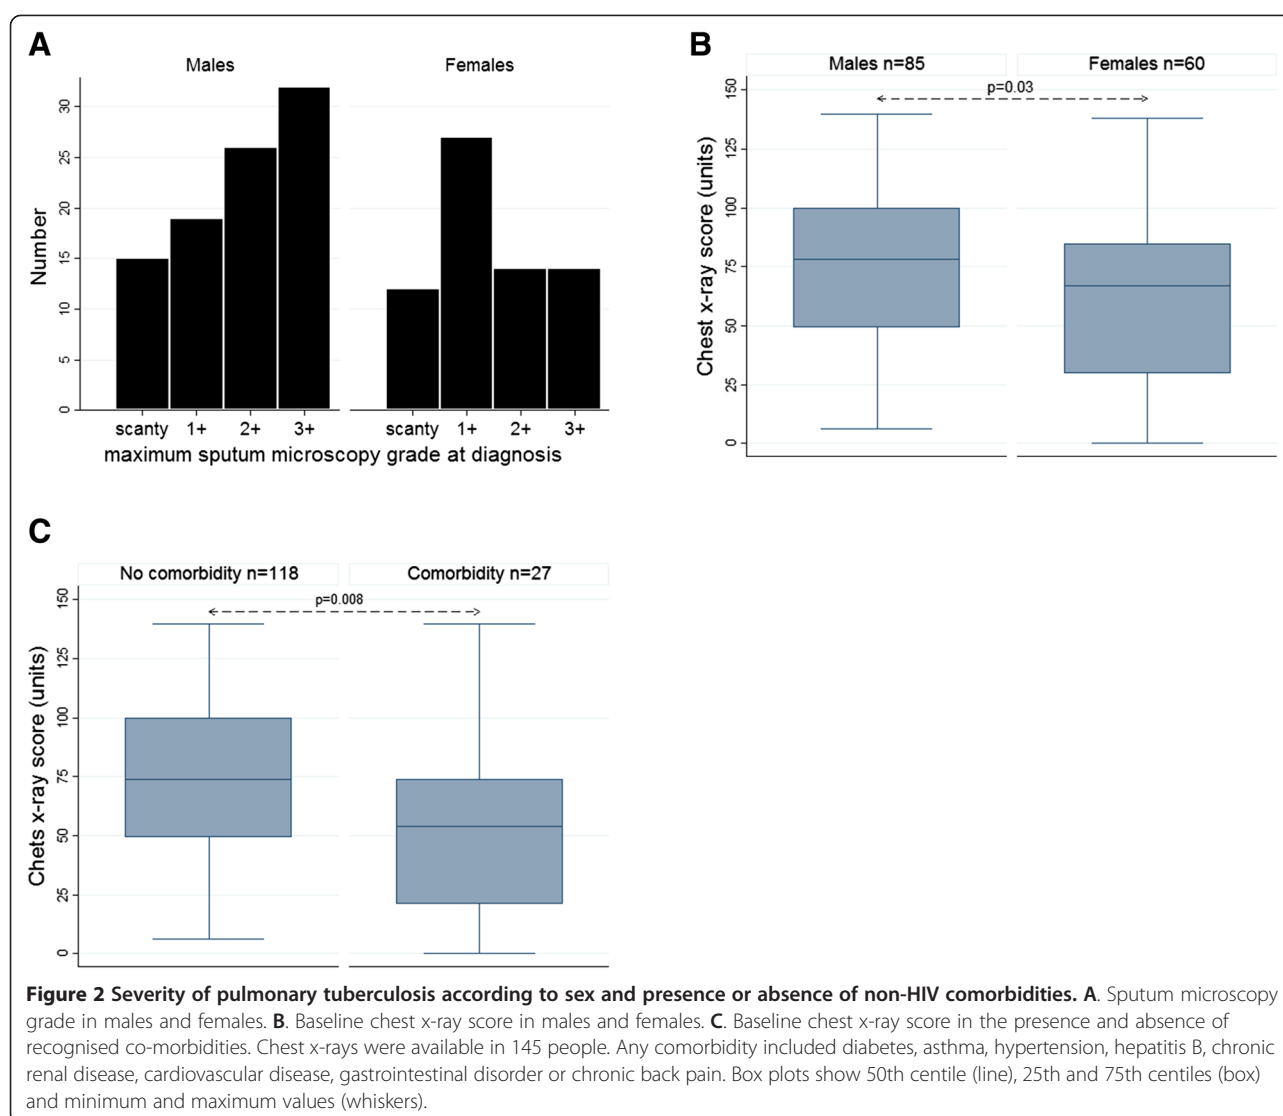 A
Males
Females
Number
30
25
20
15
10
5
0
scanty 1+ 2+ 3+
scanty 1+ 2+ 3+
maximum sputum microscopy grade at diagnosis
B
Males n=85
Females n=60
p=0.03
Chest x-ray score (units)
150
125
100
75
50
25
0
C
No comorbidity n=118
Comorbidity n=27
p=0.008
Chets x-ray score (units)
150
125
100
75
50
25
0
Figure 2 Severity of pulmonary tuberculosis according to sex and presence or absence of non-HIV comorbidities. A. Sputum microscopy
grade in males and females. B. Baseline chest x-ray score in males and females. C. Baseline chest x-ray score in the presence and absence of
recognised co-morbidities. Chest x-rays were available in 145 people. Any comorbidity included diabetes, asthma, hypertension, hepatitis B, chronic
renal disease, cardiovascular disease, gastrointestinal disorder or chronic back pain. Box plots show 50th centile (line), 25th and 75th centiles (box)
and minimum and maximum values (whiskers).